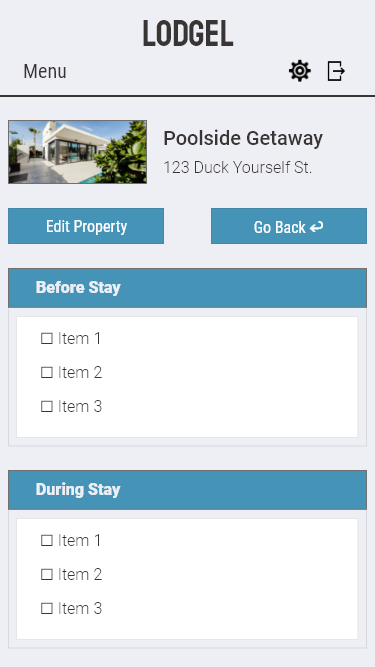 LODGEL
Menu
Poolside Getaway
123 Duck Yourself St.
Edit Property
Go Back
Before Stay
Item 1
Item 2
Item 3
During Stay
Item 1
Item 2
Item 3